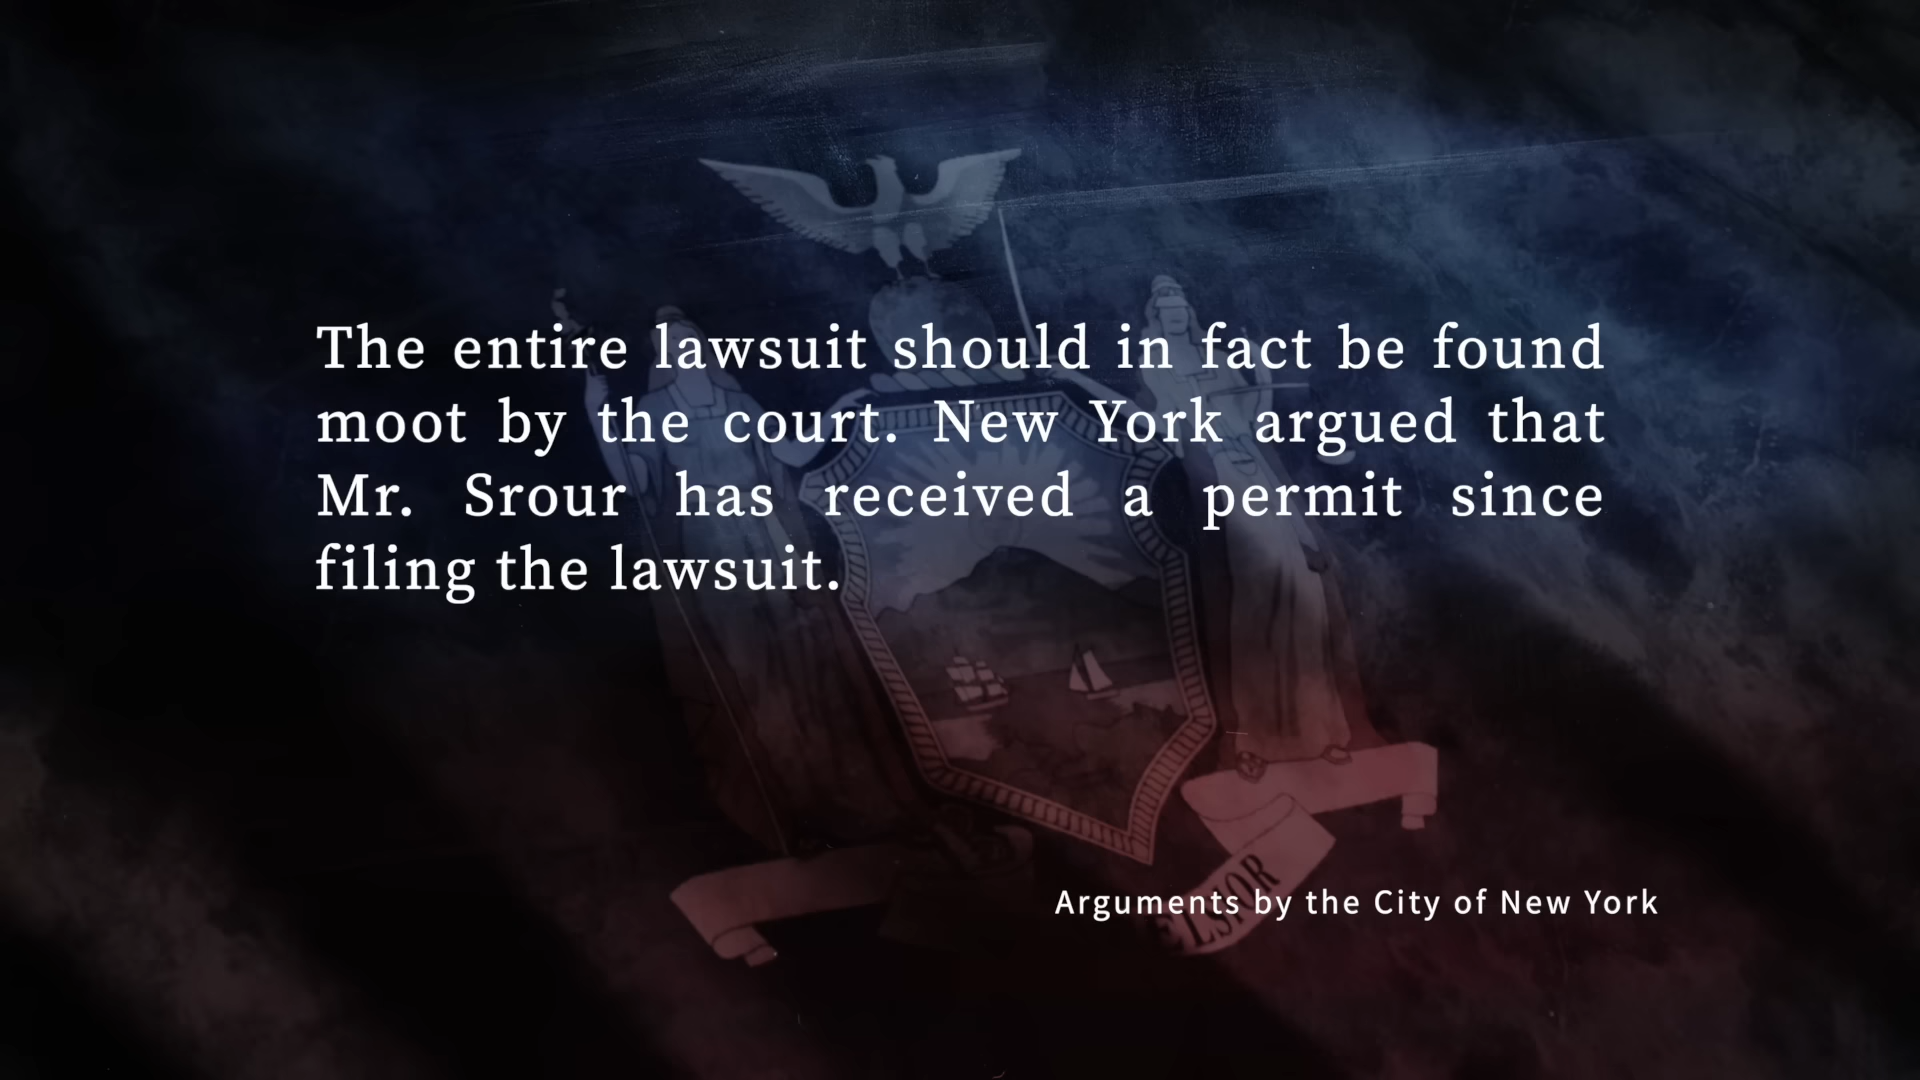 The entire lawsuit should in fact be found
moot by the court. New York argued that
Mr. Srour has received a permit since
filing the lawsuit.
ELSIOR
Arguments by the City of New York